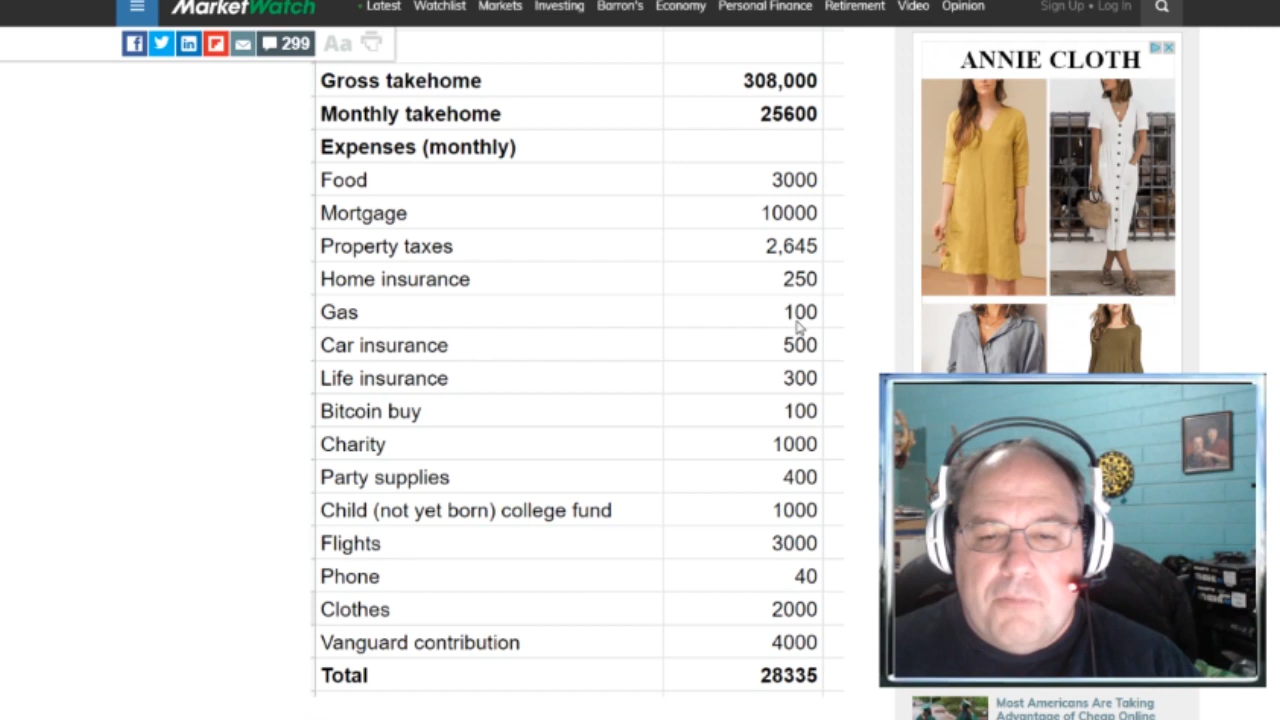 MarketWatch
Latest Watchlist Markets Investing Barron's Economy Personal Finance Retirement Video Opinion Sign Up • Log In
299 Aa
ANNIE CLOTH
Gross takehome 308,000
Monthly takehome 25600
Expenses (monthly)
Food 3000
Mortgage 10000
Property taxes 2,645
Home insurance 250
Gas 100
Car insurance 500
Life insurance 300
Bitcoin buy 100
Charity 1000
Party supplies 400
Child (not yet born) college fund 1000
Flights 3000
Phone 40
Clothes 2000
Vanguard contribution 4000
Total 28335
Most Americans Are Taking
Advantage of Cheap Online